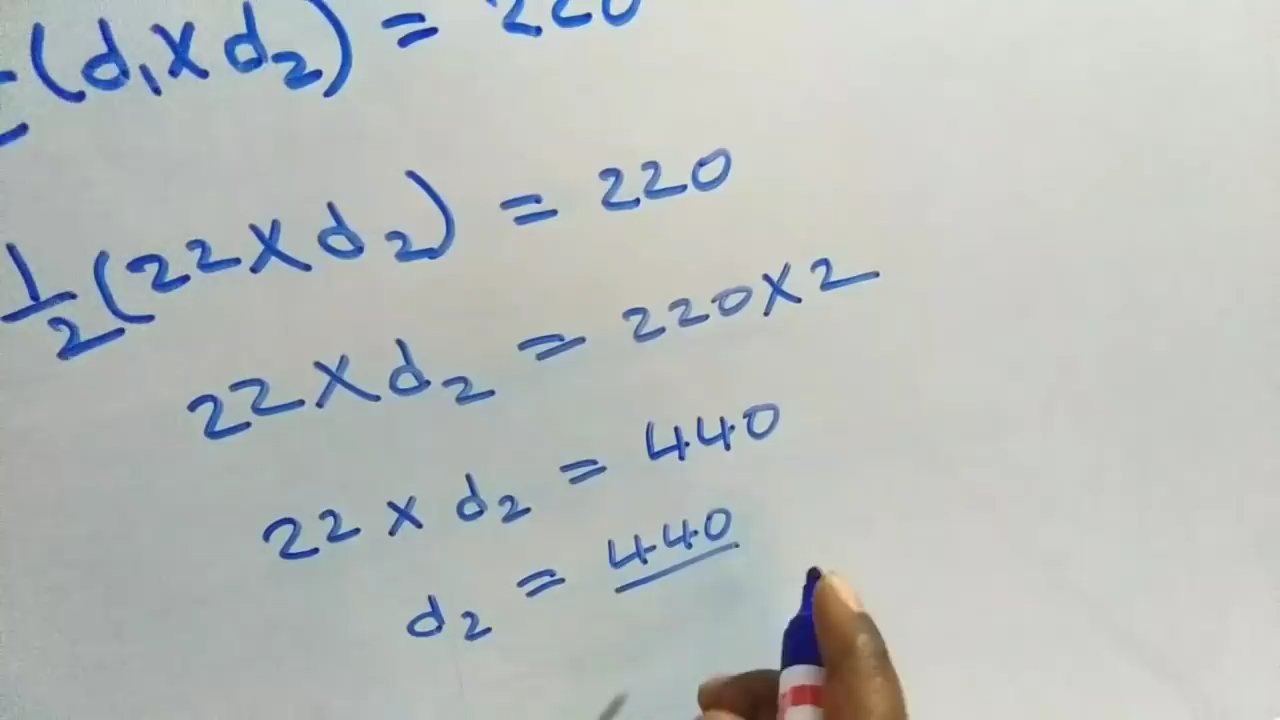 (d₁×d₂) = 220
1/2 (22×d₂) = 220
22×d₂ = 220×2
22×d₂ = 440
d₂ = 440